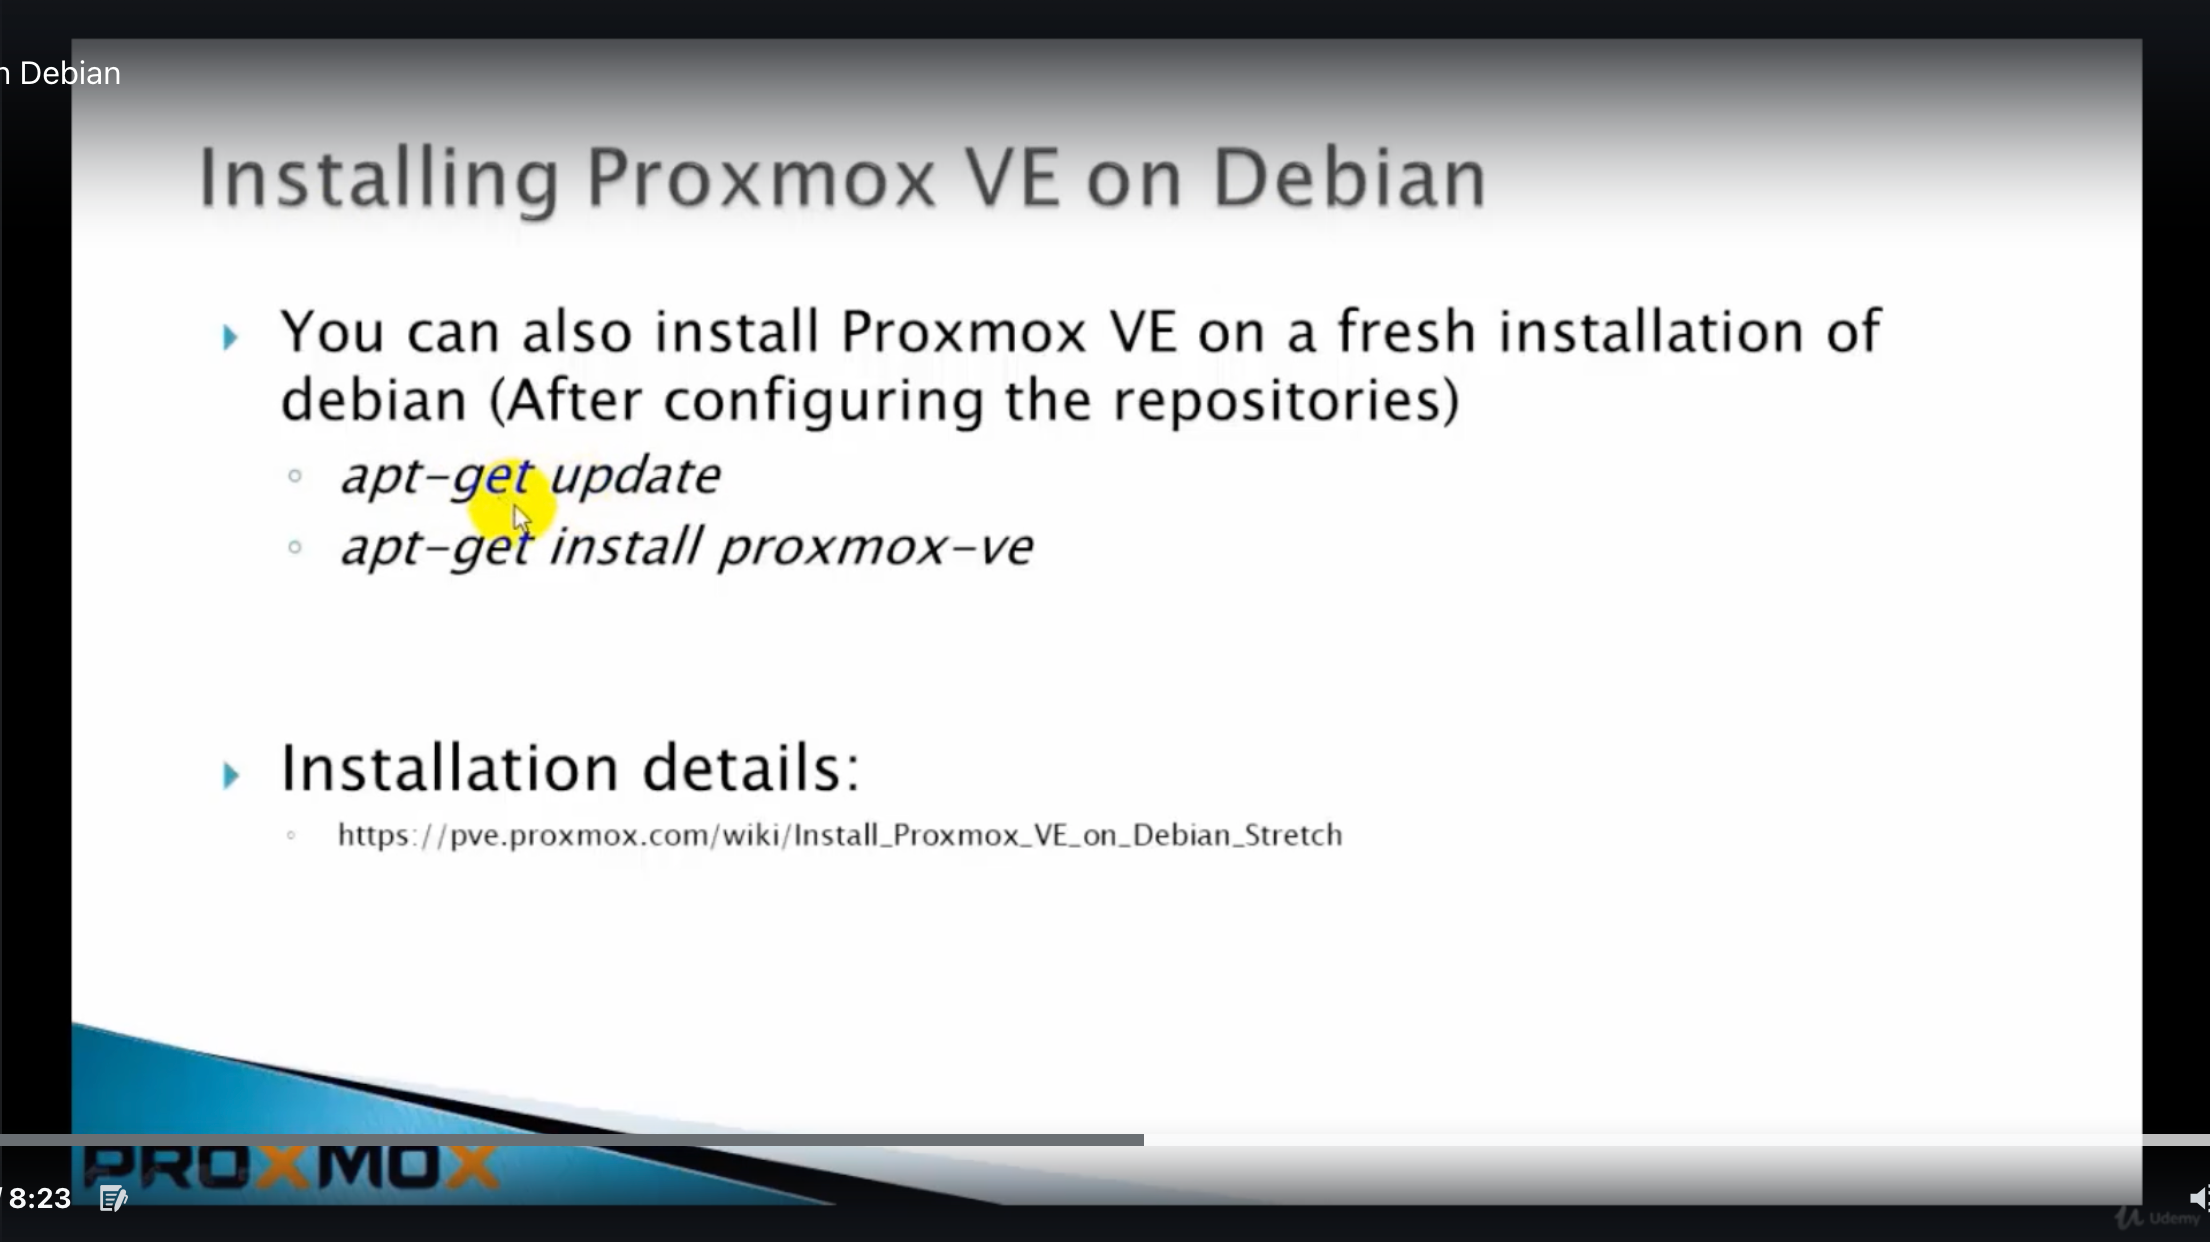 n Debian
Installing Proxmox VE on Debian
You can also install Proxmox VE on a fresh installation of
debian (After configuring the repositories)
apt-get update
apt-get install proxmox-ve
Installation details:
https://pve.proxmox.com/wiki/Install_Proxmox_VE_on_Debian_Stretch
PROXMOX
/ 8:23
Udemy